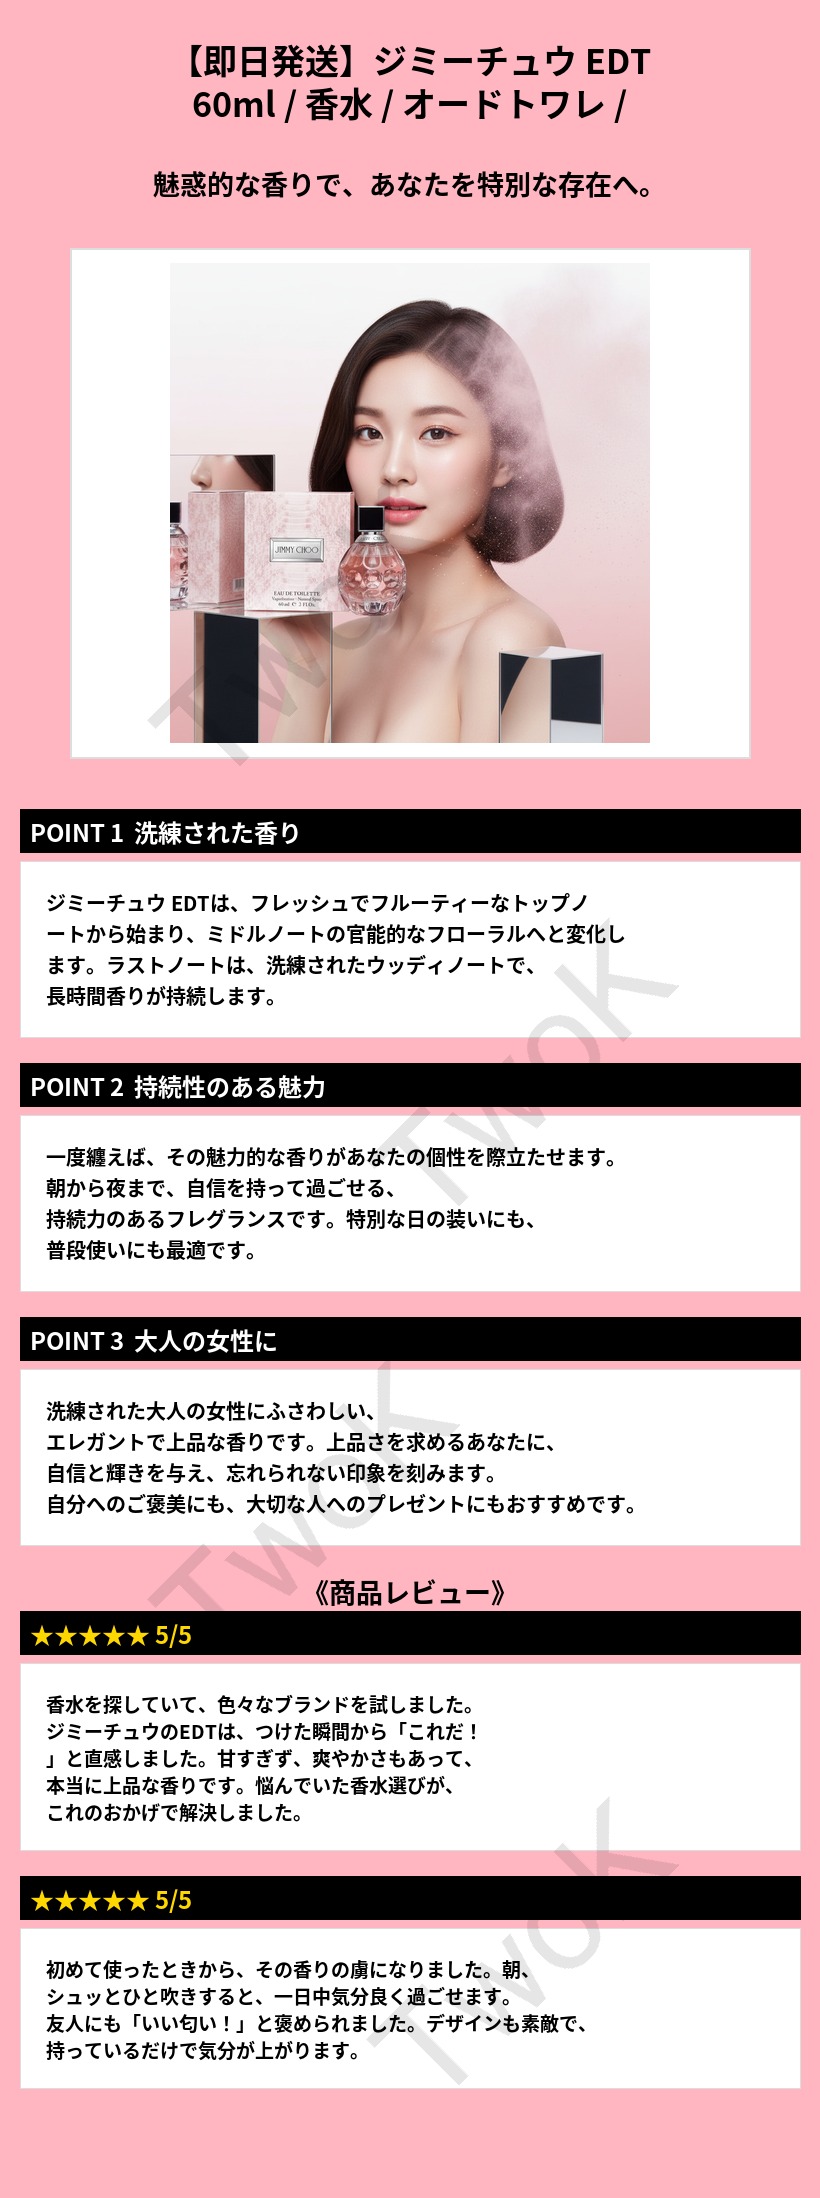 【即日発送】ジミーチュウ EDT
60ml / 香水 / オードトワレ /
魅惑的な香りで、あなたを特別な存在へ。
JIMMY CHOO
EAU DE TOILETTE
Vaporisateur - Natural Spray
60 ml ℮ 2 Fl.Oz.
POINT 1 洗練された香り
ジミーチュウ EDTは、フレッシュでフルーティーなトップノ
ートから始まり、ミドルノートの官能的なフローラルへと変化し
ます。ラストノートは、洗練されたウッディノートで、
長時間香りが持続します。
POINT 2 持続性のある魅力
一度纏えば、その魅力的な香りがあなたの個性を際立たせます。
朝から夜まで、自信を持って過ごせる、
持続力のあるフレグランスです。特別な日の装いにも、
普段使いにも最適です。
POINT 3 大人の女性に
洗練された大人の女性にふさわしい、
エレガントで上品な香りです。上品さを求めるあなたに、
自信と輝きを与え、忘れられない印象を刻みます。
自分へのご褒美にも、大切な人へのプレゼントにもおすすめです。
《商品レビュー》
★★★★★ 5/5
香水を探していて、色々なブランドを試しました。
ジミーチュウのEDTは、つけた瞬間から「これだ！
」と直感しました。甘すぎず、爽やかさもあって、
本当に上品な香りです。悩んでいた香水選びが、
これのおかげで解決しました。
★★★★★ 5/5
初めて使ったときから、その香りの虜になりました。朝、
シュッとひと吹きすると、一日中気分良く過ごせます。
友人にも「いい匂い！」と褒められました。デザインも素敵で、
持っているだけで気分が上がります。
TwoK
TwoK
TwoK
TwoK